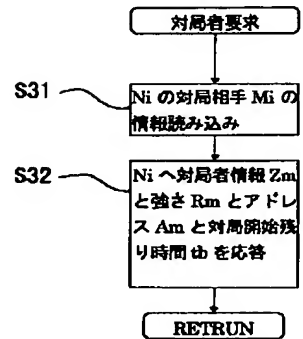 対局者要求
S31
Ni の対局相手 Mi の
情報読み込み
S32
Ni へ対局者情報 Zm
と強さ Rm とアドレ
ス Am と対局開始残
り時間 tb を応答
RETRUN